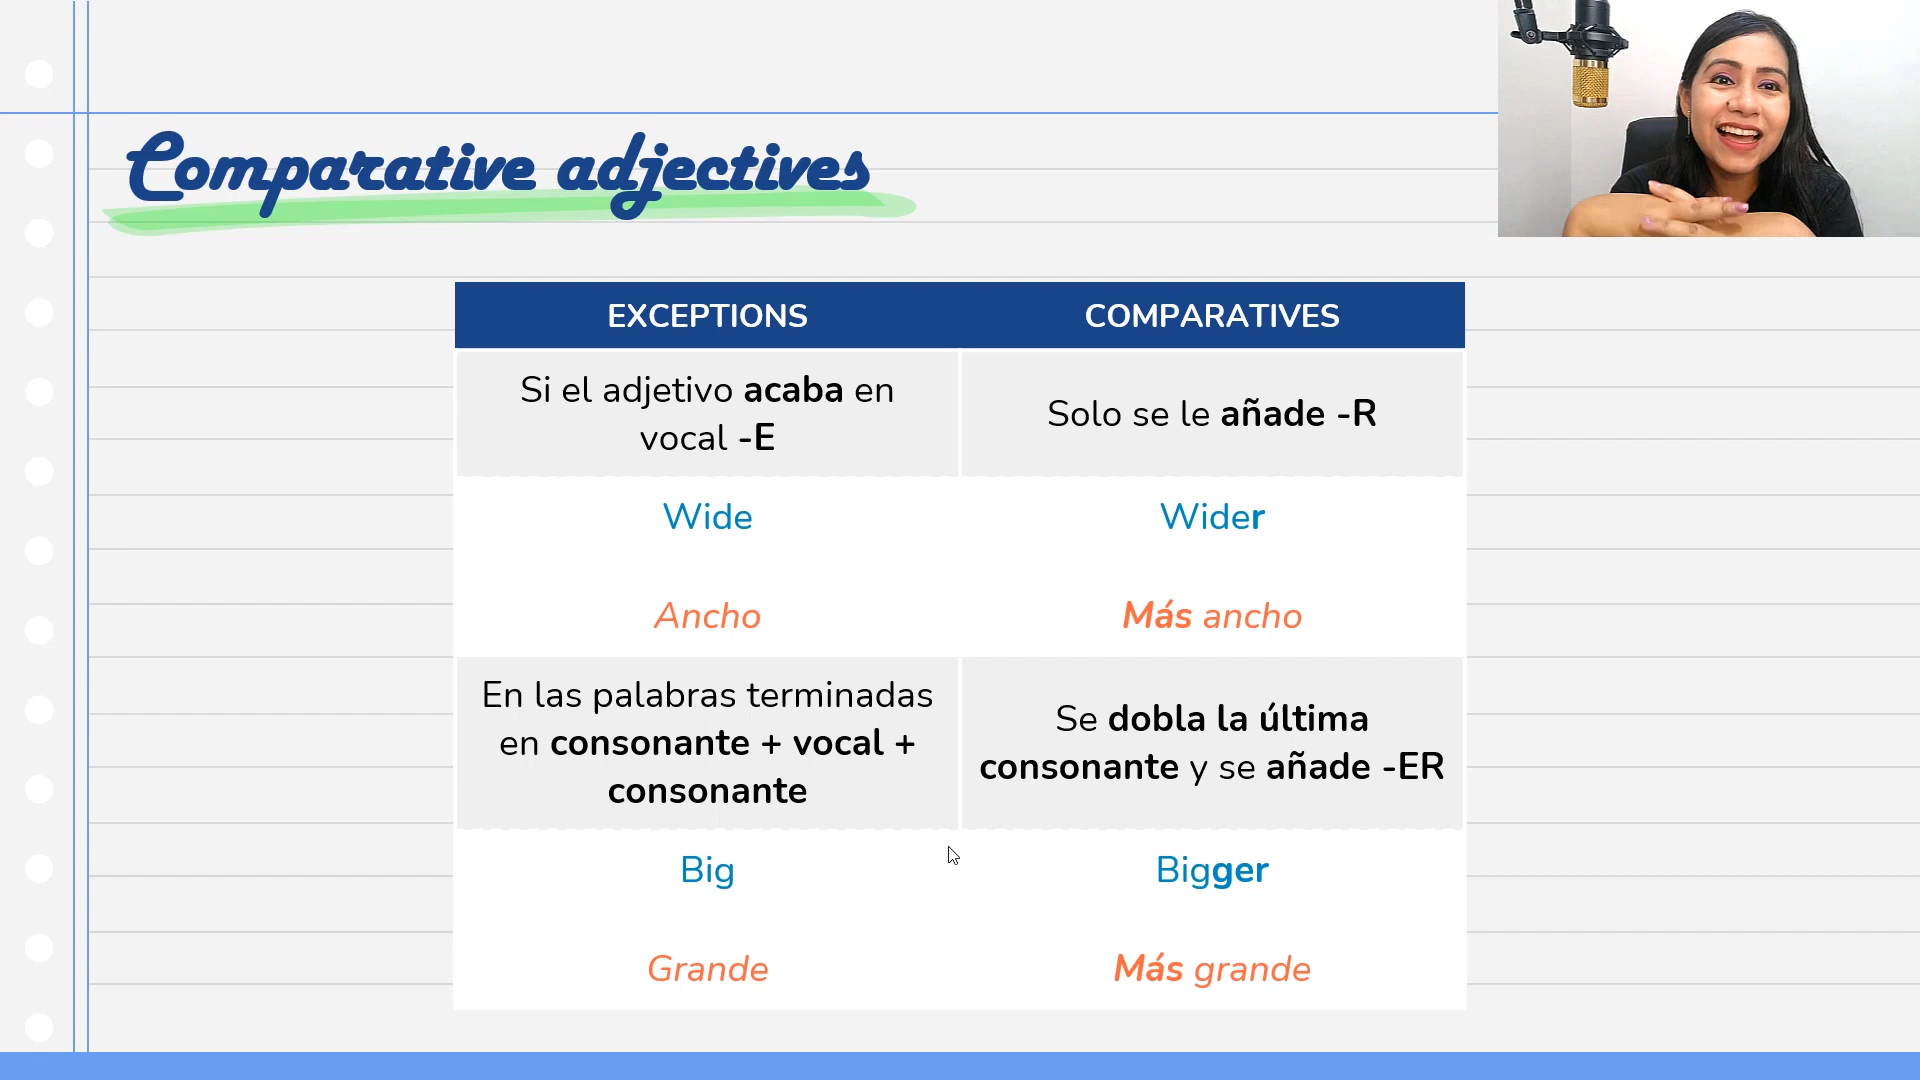 Comparative adjectives
EXCEPTIONS
COMPARATIVES
Si el adjetivo acaba en
vocal -E
Solo se le añade -R
Wide
Wider
Ancho
Más ancho
En las palabras terminadas
en consonante + vocal +
consonante
Se dobla la última
consonante y se añade -ER
Big
Bigger
Grande
Más grande